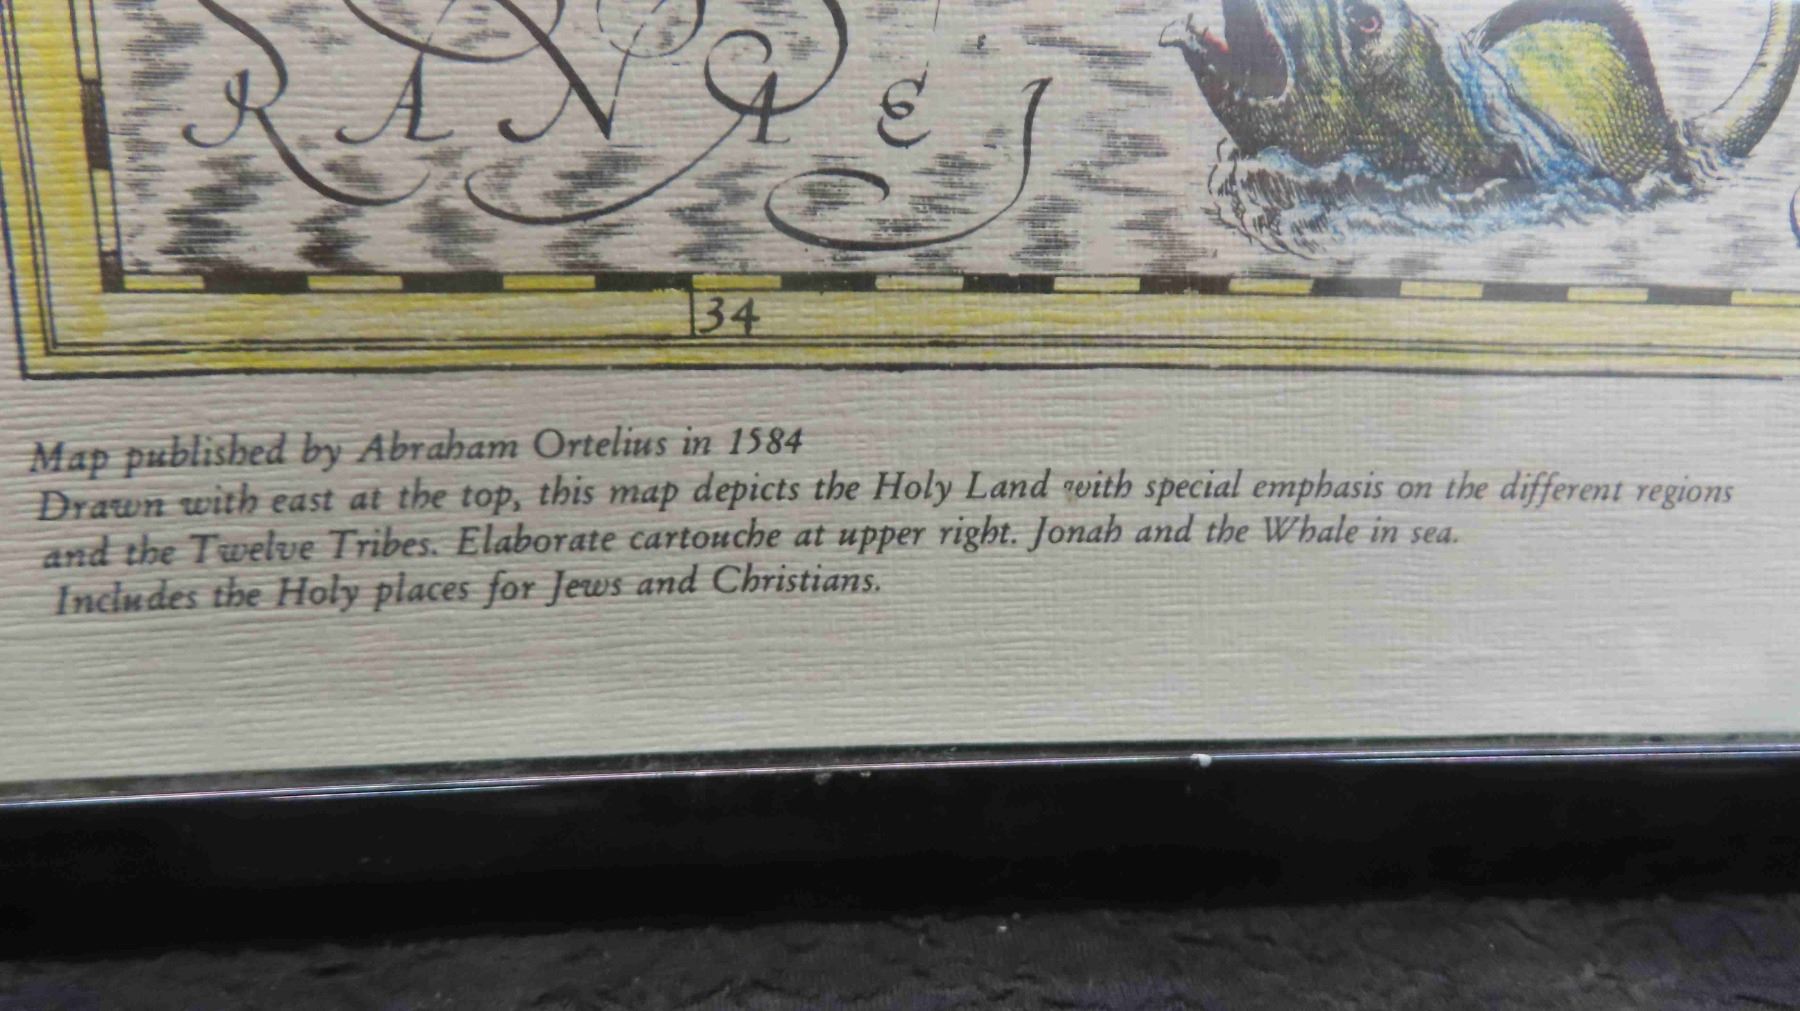 RANAE
34
Map published by Abraham Ortelius in 1584
Drawn with east at the top, this map depicts the Holy Land with special emphasis on the different regions
and the Twelve Tribes. Elaborate cartouche at upper right. Jonah and the Whale in sea.
Includes the Holy places for Jews and Christians.